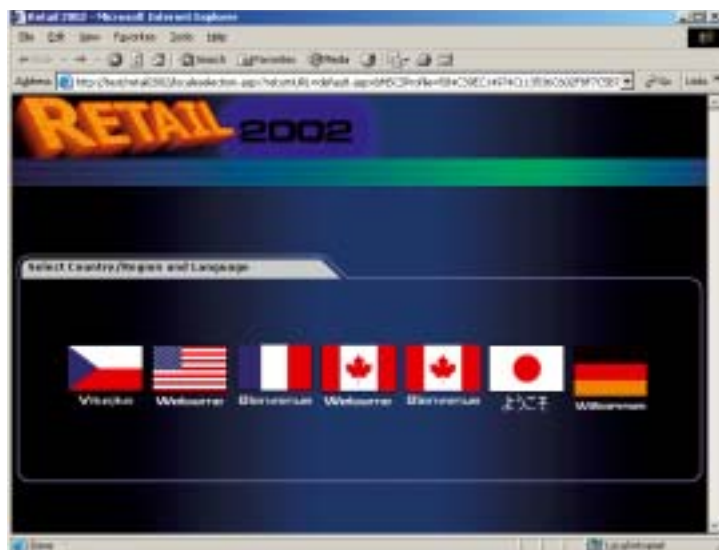 Retail 2002 - Microsoft Internet Explorer
File Edit View Favorites Tools Help
Search Favorites Media
Address Go Links
RETAIL 2002
Select Country/Region and Language
Vítejte Welcome Bienvenue Welcome Bienvenue ようこそ Willkommen
Done Local intranet